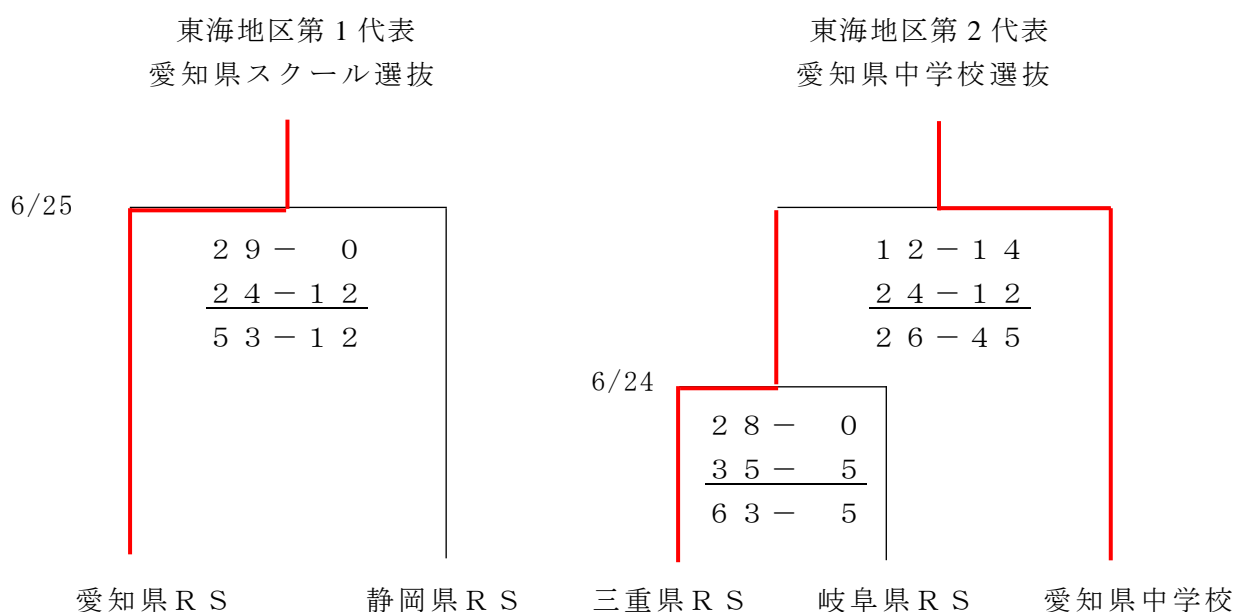 東海地区第1代表
愛知県スクール選抜
東海地区第2代表
愛知県中学校選抜
6/25
29－ 0
24－12
53－12
12－14
24－12
26－45
6/24
28－ 0
35－ 5
63－ 5
愛知県RS
静岡県RS
三重県RS
岐阜県RS
愛知県中学校